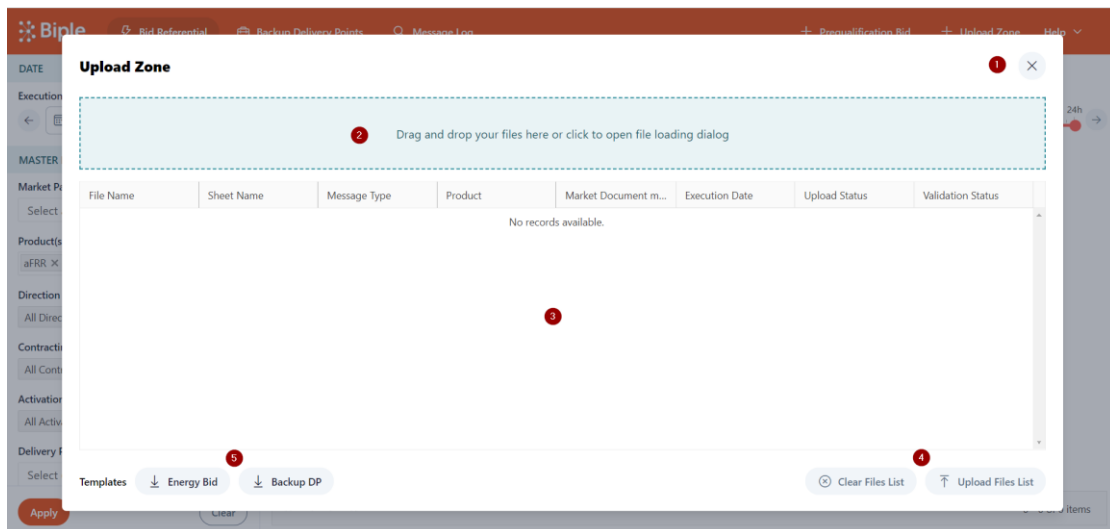 Biple
Bid Referential
Backup Delivery Points
Message Log
+ Prequalification Bid
+ Upload Zone
Help
DATE
Upload Zone
1
Execution
24h
2
Drag and drop your files here or click to open file loading dialog
MASTER
Market Pa
File Name
Sheet Name
Message Type
Product
Market Document m...
Execution Date
Upload Status
Validation Status
Select
No records available.
Product(s
aFRR ×
Direction
3
All Direc
Contracti
All Contr
Activation
All Activ
Delivery P
5
4
Select
Templates
Energy Bid
Backup DP
Clear Files List
Upload Files List
Apply
Clear
items